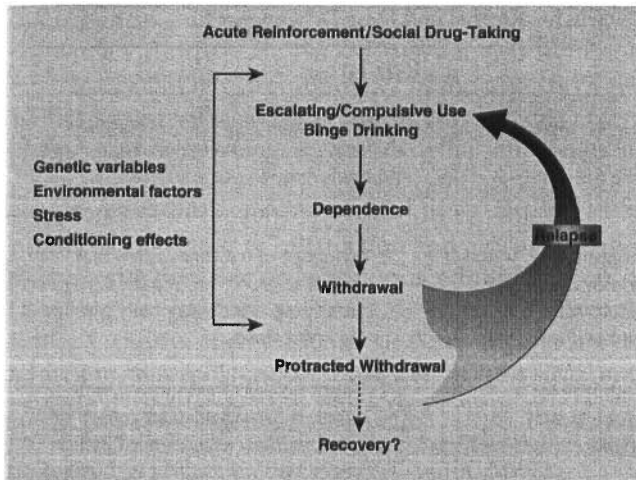 Acute Reinforcement/Social Drug-Taking
Escalating/Compulsive Use
Binge Drinking
Genetic variables
Environmental factors
Stress
Conditioning effects
Dependence
Relapse
Withdrawal
Protracted Withdrawal
Recovery?